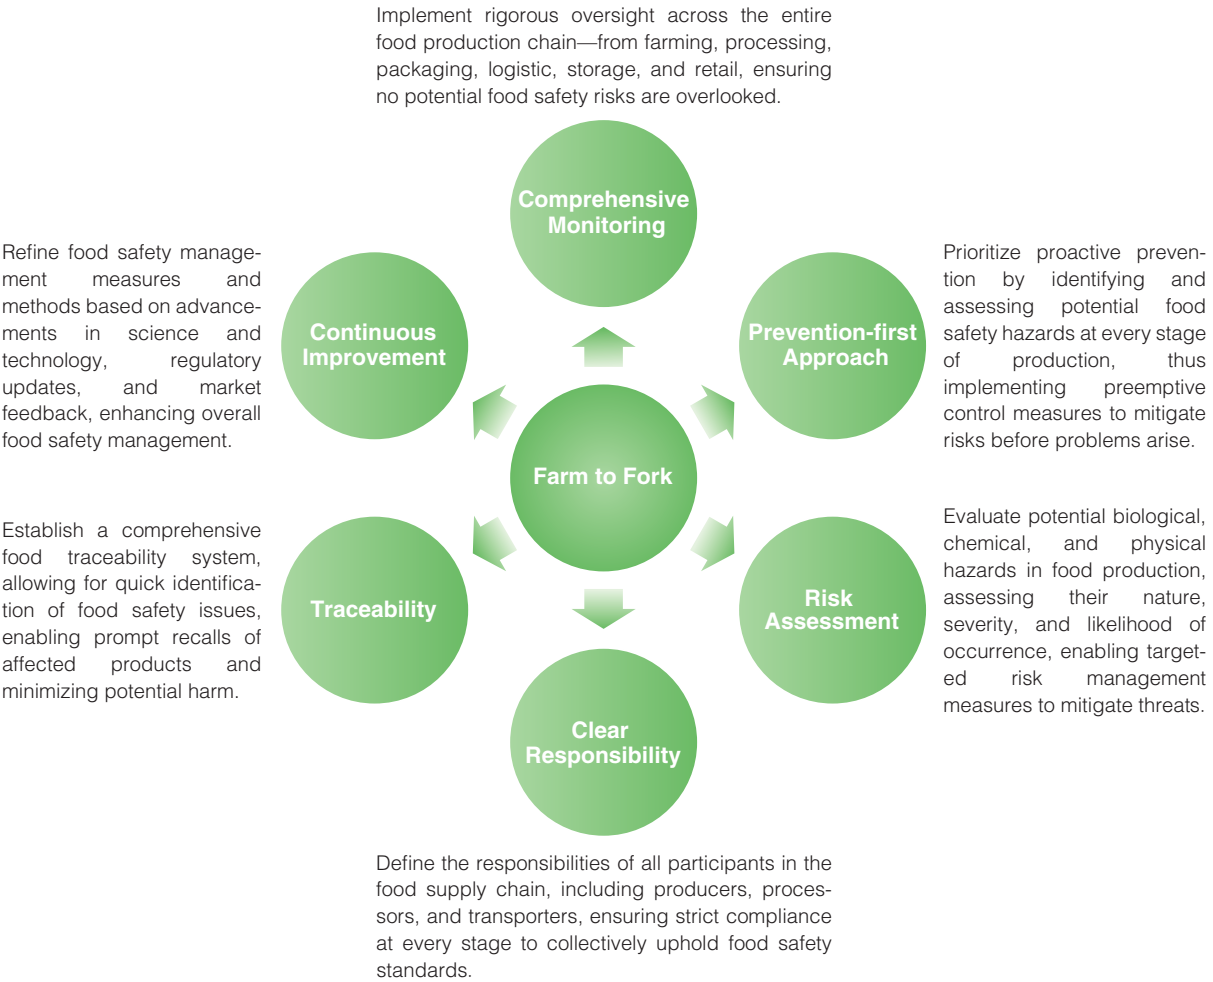 Implement rigorous oversight across the entire
food production chain—from farming, processing,
packaging, logistic, storage, and retail, ensuring
no potential food safety risks are overlooked.
Comprehensive
Monitoring
Refine food safety manage-
ment measures and
methods based on advance-
ments in science and
technology, regulatory
updates, and market
feedback, enhancing overall
food safety management.
Continuous
Improvement
Prevention-first
Approach
Prioritize proactive preven-
tion by identifying and
assessing potential food
safety hazards at every stage
of production, thus
implementing preemptive
control measures to mitigate
risks before problems arise.
Farm to Fork
Establish a comprehensive
food traceability system,
allowing for quick identifica-
tion of food safety issues,
enabling prompt recalls of
affected products and
minimizing potential harm.
Traceability
Risk
Assessment
Evaluate potential biological,
chemical, and physical
hazards in food production,
assessing their nature,
severity, and likelihood of
occurrence, enabling target-
ed risk management
measures to mitigate threats.
Clear
Responsibility
Define the responsibilities of all participants in the
food supply chain, including producers, proces-
sors, and transporters, ensuring strict compliance
at every stage to collectively uphold food safety
standards.